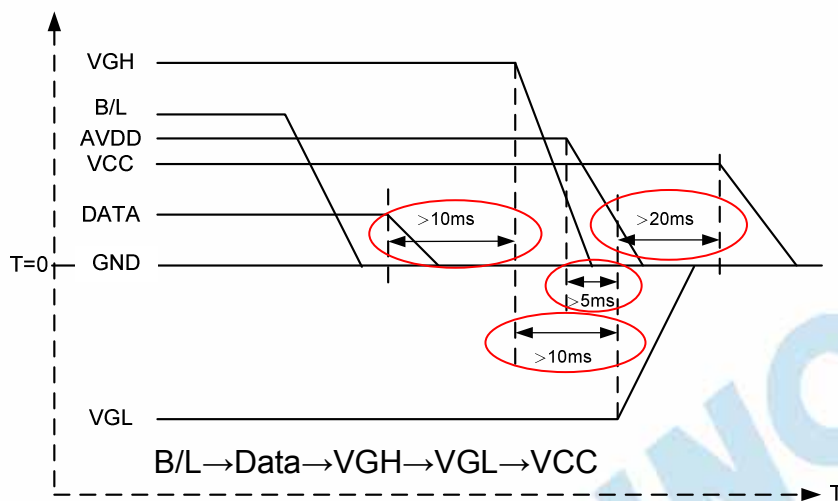 VGH
B/L
AVDD
VCC
DATA
>10ms
>20ms
T=0
GND
>5ms
>10ms
VGL
B/L→Data→VGH→VGL→VCC